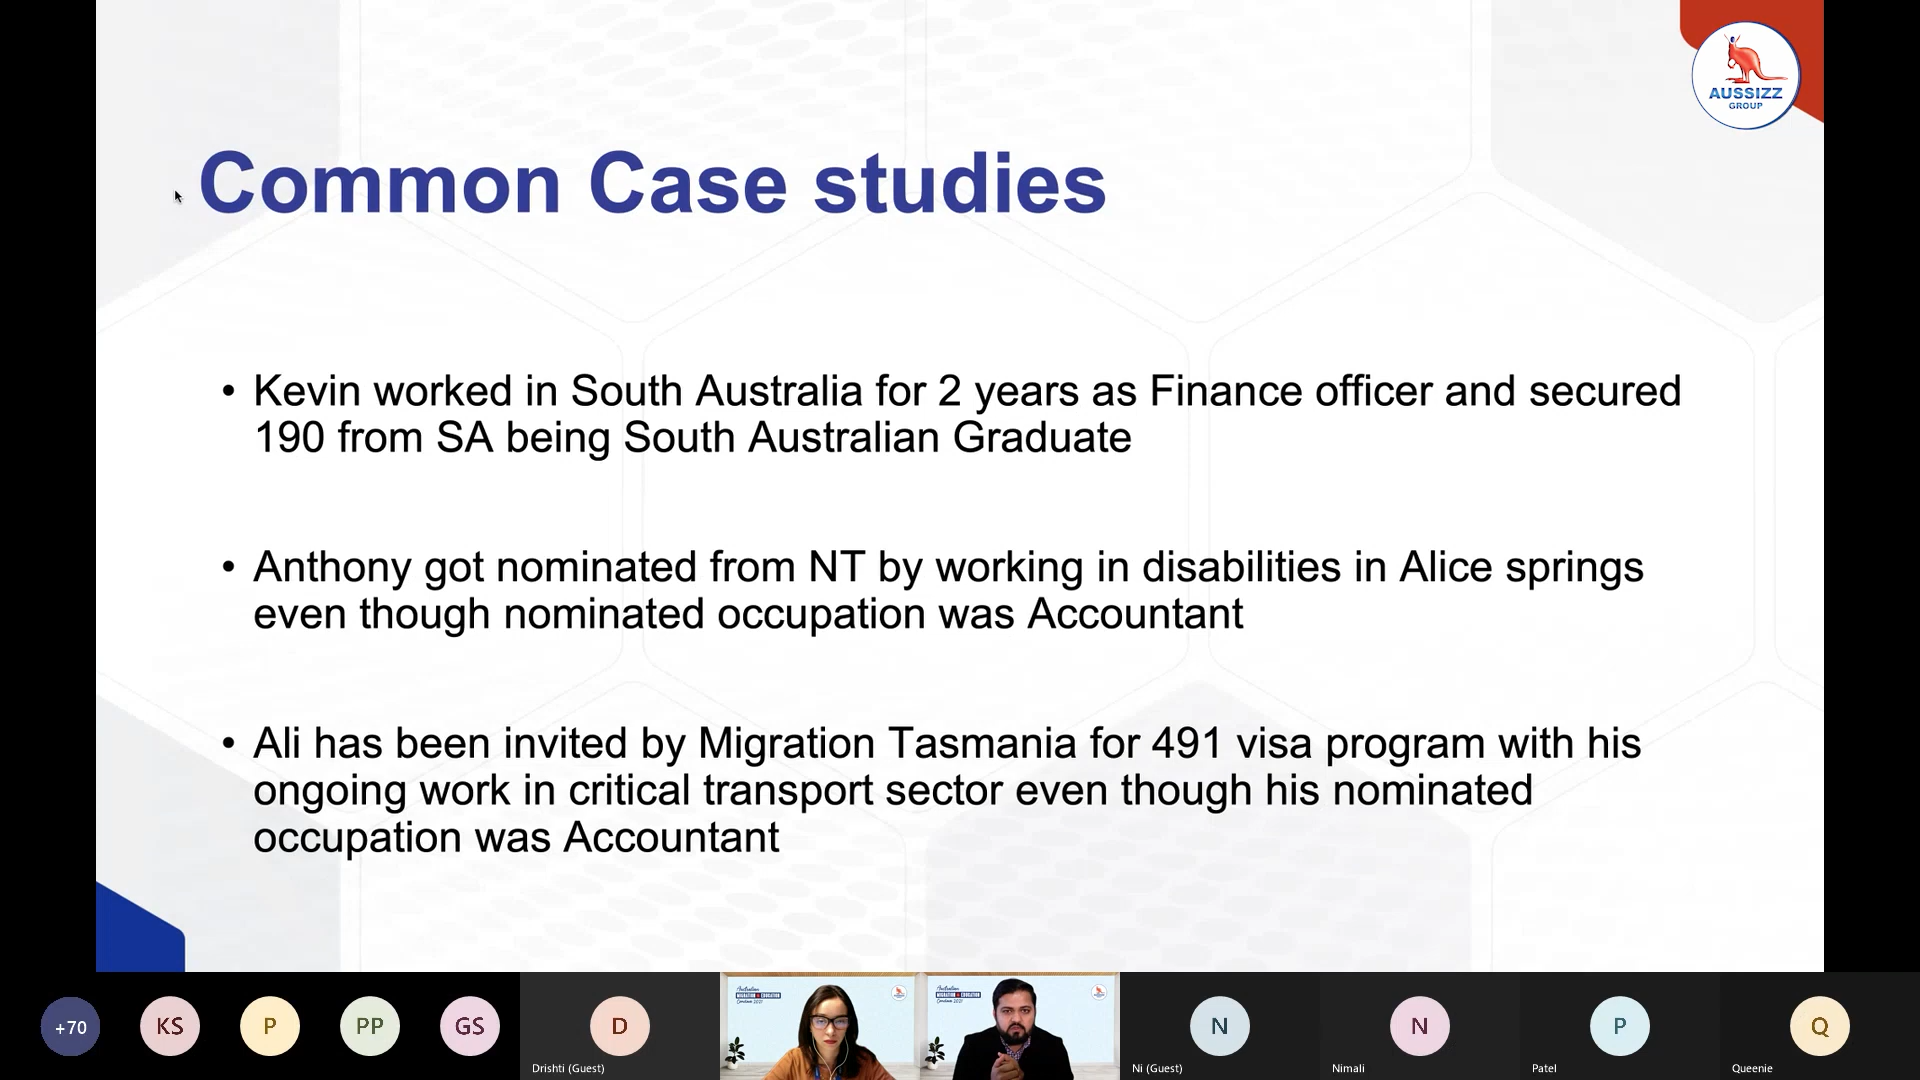 AUSSIZZ
GROUP
Common Case studies
• Kevin worked in South Australia for 2 years as Finance officer and secured
190 from SA being South Australian Graduate
• Anthony got nominated from NT by working in disabilities in Alice springs
even though nominated occupation was Accountant
• Ali has been invited by Migration Tasmania for 491 visa program with his
ongoing work in critical transport sector even though his nominated
occupation was Accountant
+70
KS
P
PP
GS
D
N
N
P
Q
Drishti (Guest)
Ni (Guest)
Nimali
Patel
Queenie